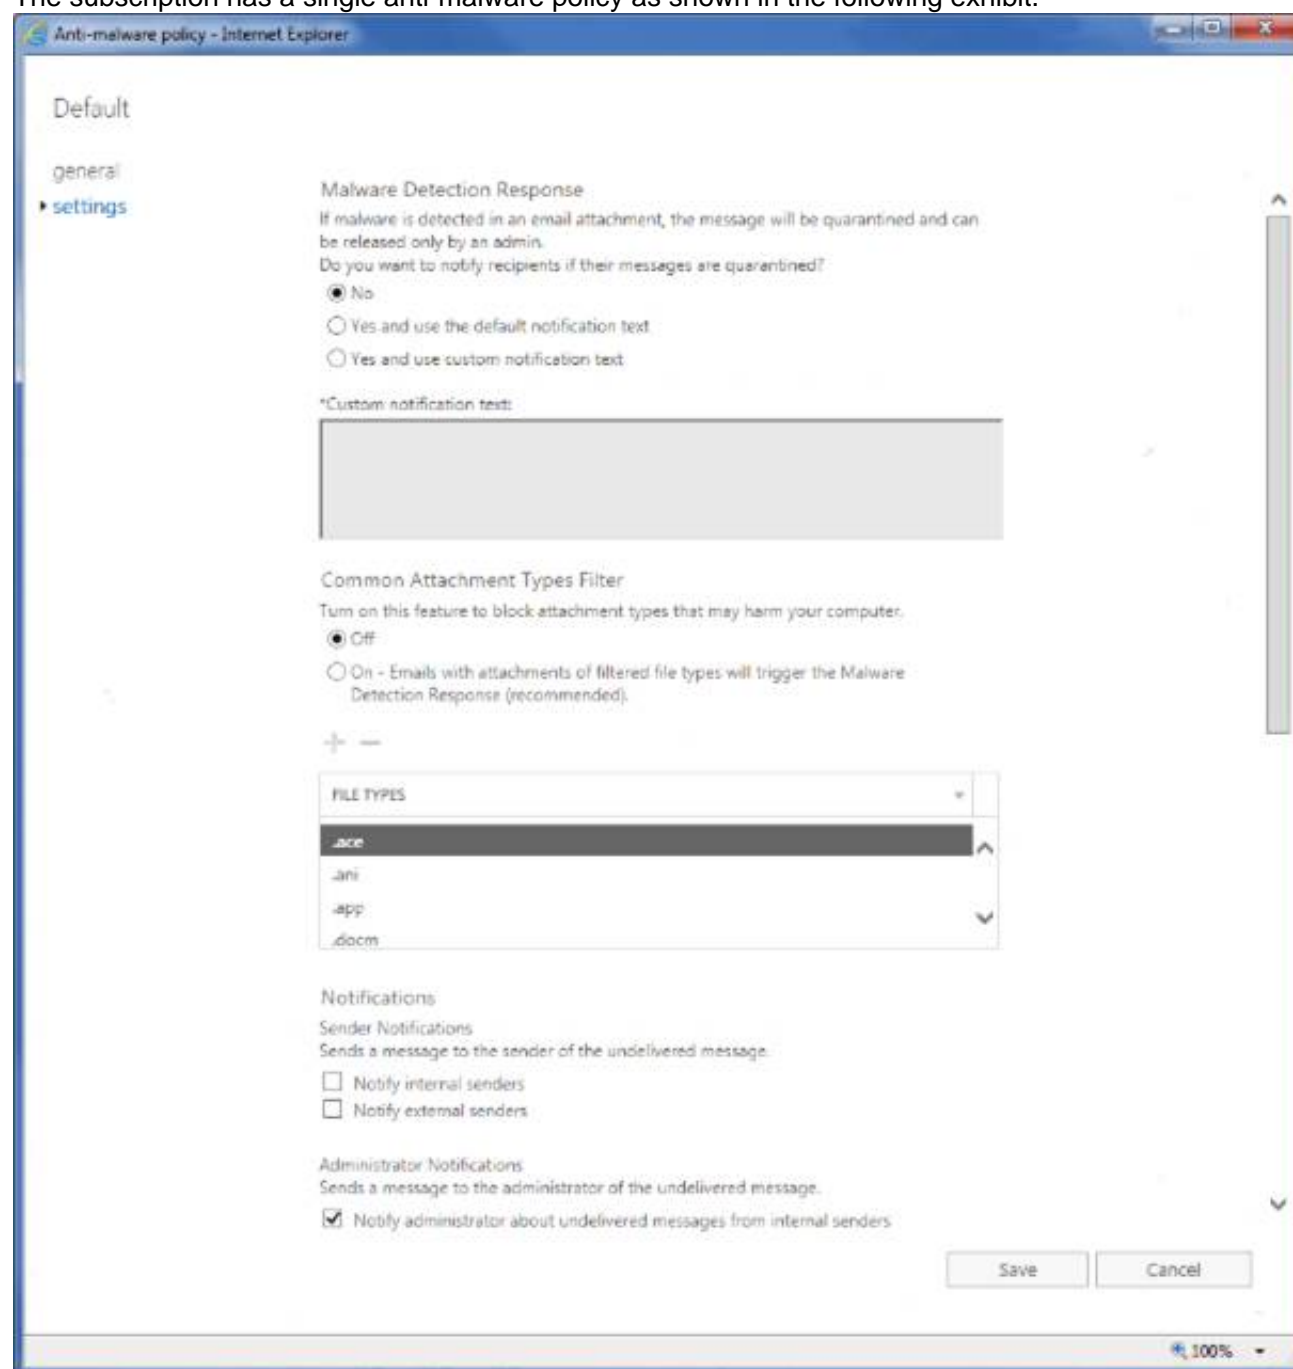 The subscription has a single anti-malware policy as shown in the following exhibit.
Anti-malware policy - Internet Explorer
Default
general
settings
Malware Detection Response
If malware is detected in an email attachment, the message will be quarantined and can
be released only by an admin.
Do you want to notify recipients if their messages are quarantined?
No
Yes and use the default notification text
Yes and use custom notification text
*Custom notification text:
Common Attachment Types Filter
Turn on this feature to block attachment types that may harm your computer.
Off
On - Emails with attachments of filtered file types will trigger the Malware
Detection Response (recommended).
FILE TYPES
.ace
.ani
.app
.docm
Notifications
Sender Notifications
Sends a message to the sender of the undelivered message.
Notify internal senders
Notify external senders
Administrator Notifications
Sends a message to the administrator of the undelivered message.
Notify administrator about undelivered messages from internal senders
Save Cancel
100%